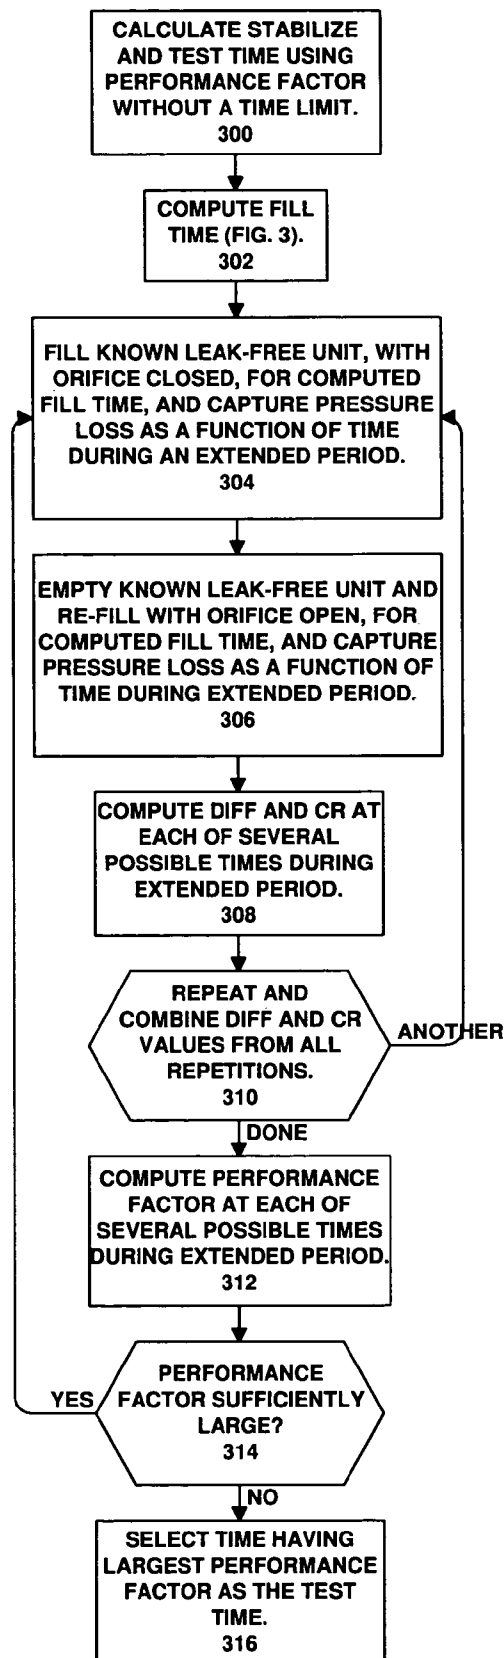 CALCULATE STABILIZE
AND TEST TIME USING
PERFORMANCE FACTOR
WITHOUT A TIME LIMIT.
300
COMPUTE FILL
TIME (FIG. 3).
302
FILL KNOWN LEAK-FREE UNIT, WITH
ORIFICE CLOSED, FOR COMPUTED
FILL TIME, AND CAPTURE PRESSURE
LOSS AS A FUNCTION OF TIME
DURING AN EXTENDED PERIOD.
304
EMPTY KNOWN LEAK-FREE UNIT AND
RE-FILL WITH ORIFICE OPEN, FOR
COMPUTED FILL TIME, AND CAPTURE
PRESSURE LOSS AS A FUNCTION OF
TIME DURING EXTENDED PERIOD.
306
COMPUTE DIFF AND CR AT
EACH OF SEVERAL
POSSIBLE TIMES DURING
EXTENDED PERIOD.
308
REPEAT AND
COMBINE DIFF AND CR
VALUES FROM ALL
REPETITIONS.
310
ANOTHER
DONE
COMPUTE PERFORMANCE
FACTOR AT EACH OF
SEVERAL POSSIBLE TIMES
DURING EXTENDED PERIOD.
312
PERFORMANCE
FACTOR SUFFICIENTLY
LARGE?
314
YES
NO
SELECT TIME HAVING
LARGEST PERFORMANCE
FACTOR AS THE TEST
TIME.
316